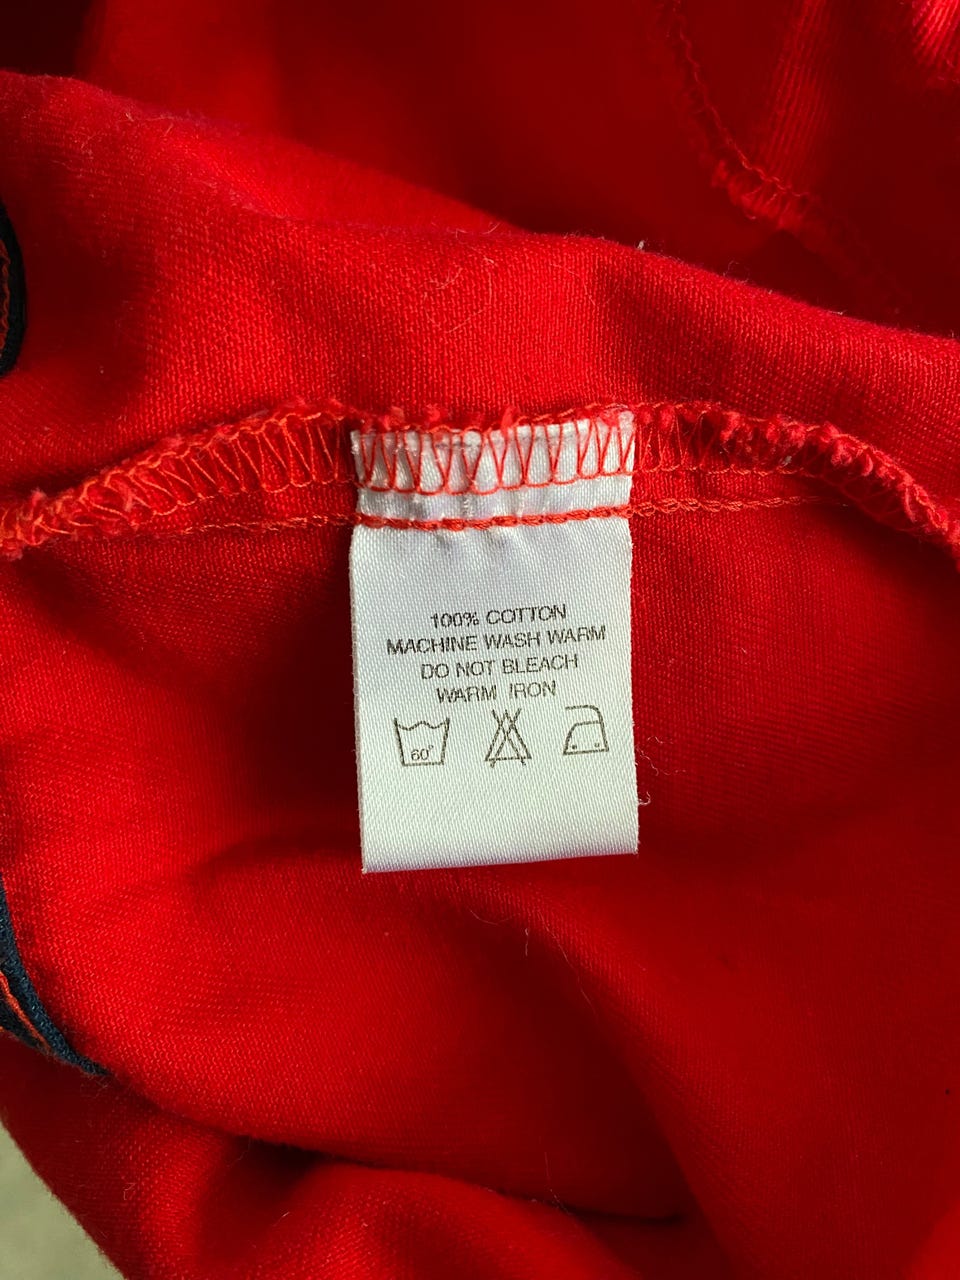 100% COTTON
MACHINE WASH WARM
DO NOT BLEACH
WARM IRON
60°